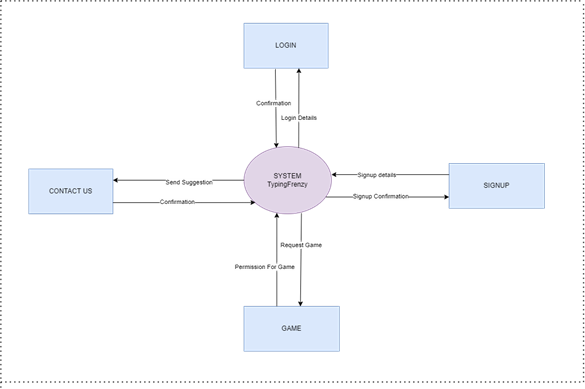 LOGIN
Confirmation
Login Details
SYSTEM
TypingFrenzy
CONTACT US
Send Suggestion
Confirmation
Signup details
Signup Confirmation
SIGNUP
Request Game
Permission For Game
GAME